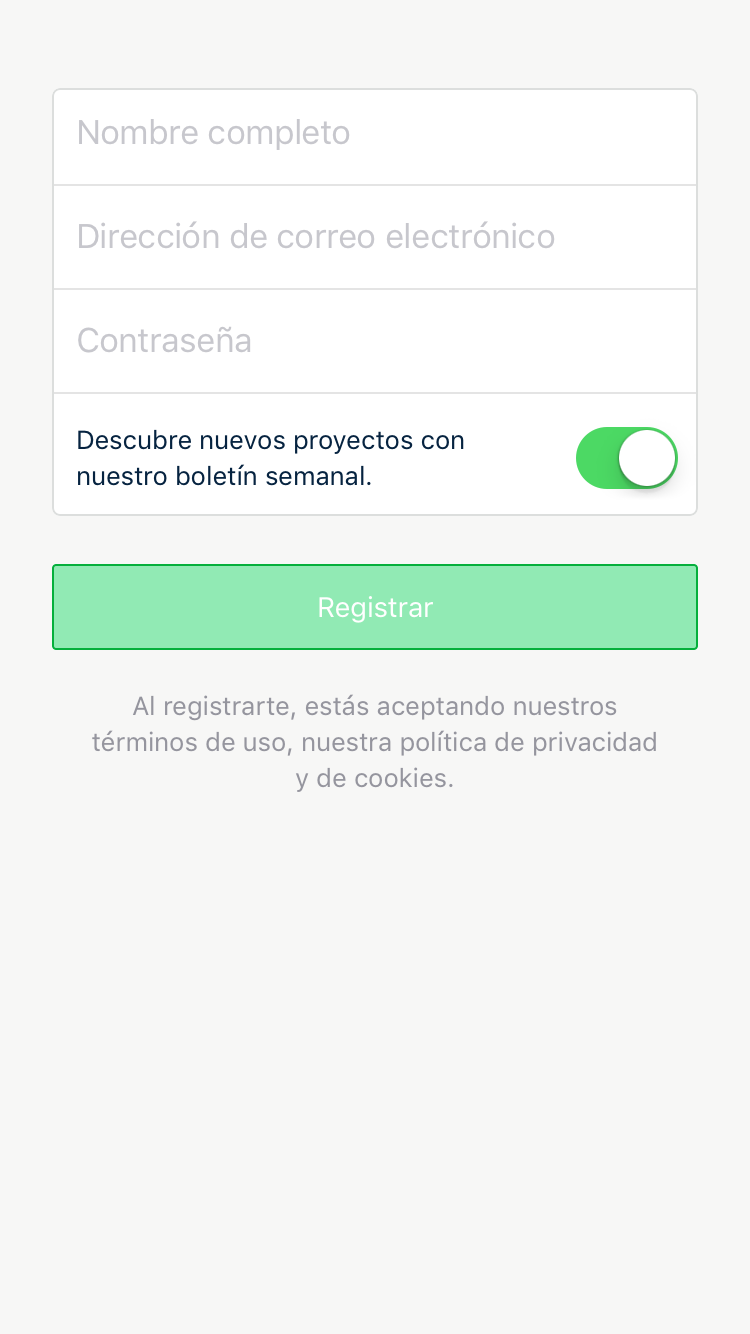 Nombre completo
Dirección de correo electrónico
Contraseña
Descubre nuevos proyectos con
nuestro boletín semanal.
Registrar
Al registrarte, estás aceptando nuestros
términos de uso, nuestra política de privacidad
y de cookies.